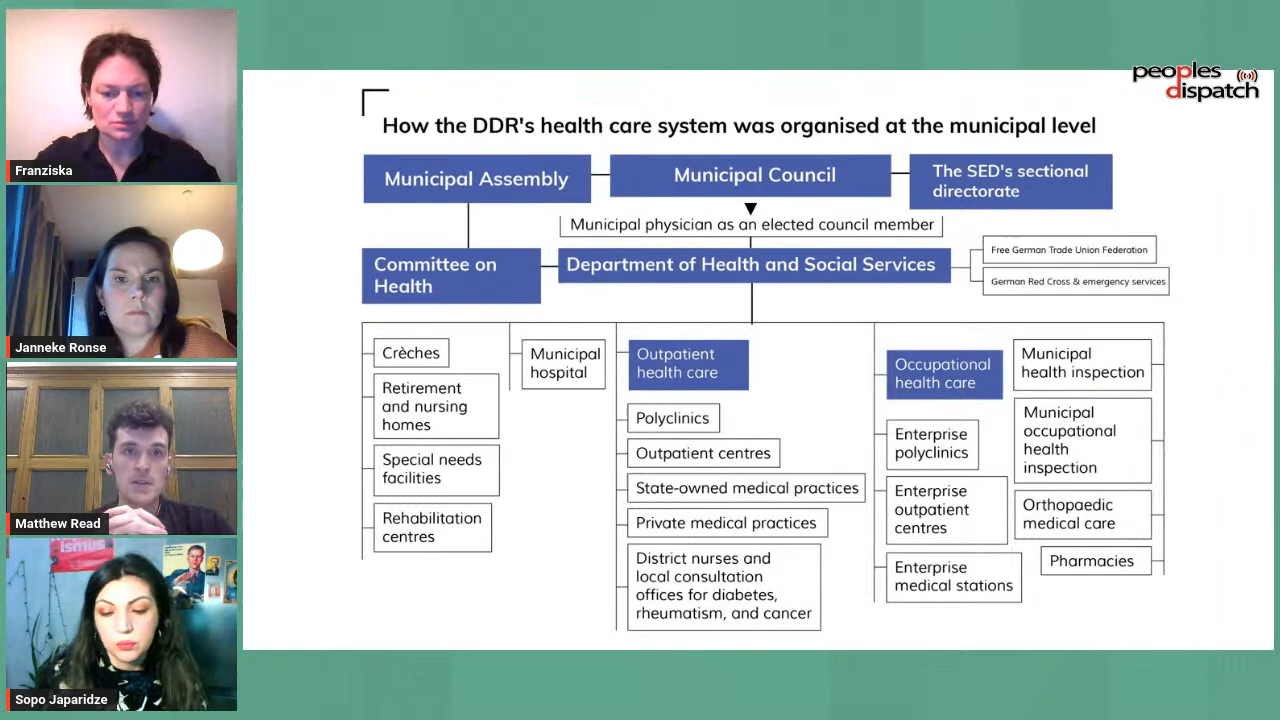 peoples
dispatch
How the DDR's health care system was organised at the municipal level
Municipal Assembly
Municipal Council
The SED's sectional
directorate
Municipal physician as an elected council member
Committee on
Health
Department of Health and Social Services
Free German Trade Union Federation
German Red Cross & emergency services
Crèches
Retirement
and nursing
homes
Special needs
facilities
Rehabilitation
centres
Municipal
hospital
Outpatient
health care
Polyclinics
Outpatient centres
State-owned medical practices
Private medical practices
District nurses and
local consultation
offices for diabetes,
rheumatism, and cancer
Occupational
health care
Enterprise
polyclinics
Enterprise
outpatient
centres
Enterprise
medical stations
Municipal
health inspection
Municipal
occupational
health
inspection
Orthopaedic
medical care
Pharmacies
Franziska
Janneke Ronse
Matthew Read
ismus
Sopo Japaridze